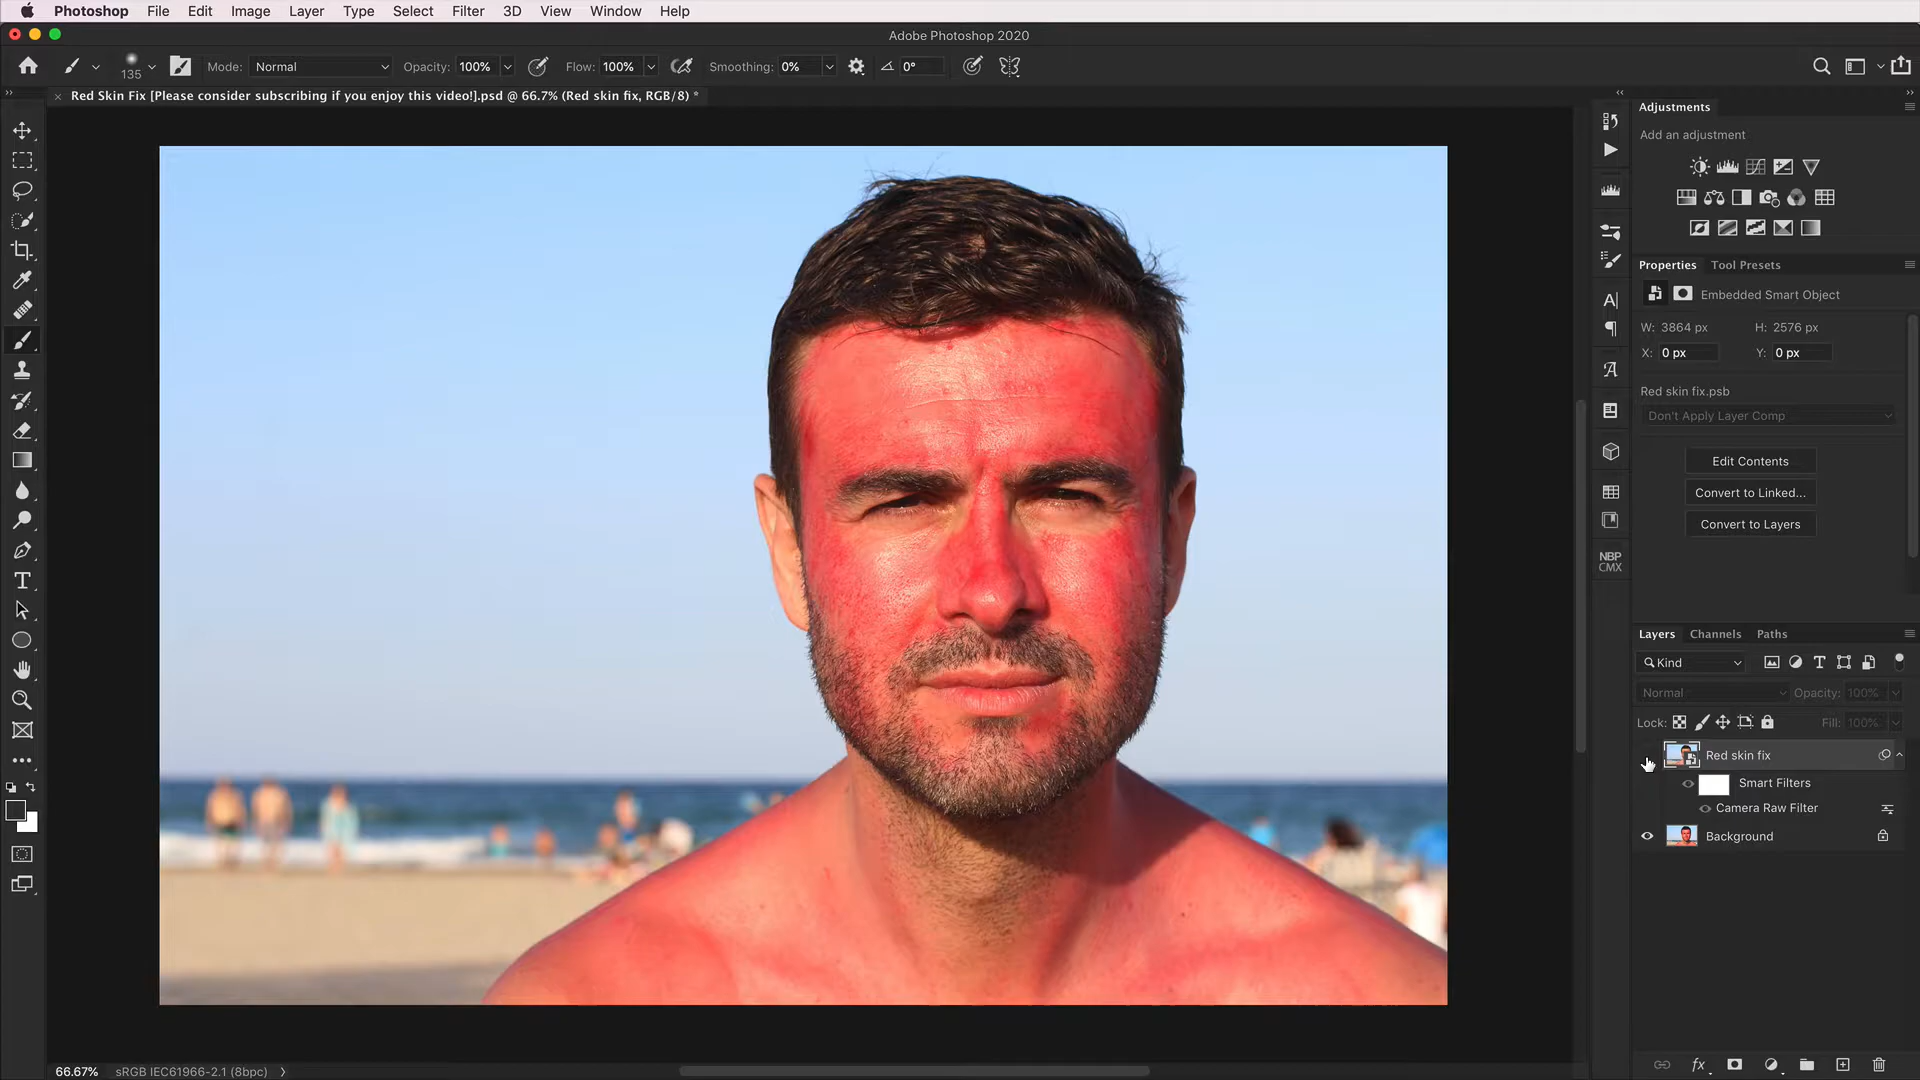 Photoshop File Edit Image Layer Type Select Filter 3D View Window Help
Adobe Photoshop 2020
135 Mode: Normal Opacity: 100% Flow: 100% Smoothing: 0% 0°
Red Skin Fix [Please consider subscribing if you enjoy this video!].psd @ 66.7% (Red skin fix, RGB/8) *
Adjustments
Add an adjustment
Properties Tool Presets
Embedded Smart Object
W: 3864 px H: 2576 px
X: 0 px Y: 0 px
Red skin fix.psb
Don't Apply Layer Comp
Edit Contents
Convert to Linked...
Convert to Layers
NBP
CMX
Layers Channels Paths
Kind
Normal Opacity: 100%
Lock: Fill: 100%
Red skin fix
Smart Filters
Camera Raw Filter
Background
fx
66.67% sRGB IEC61966-2.1 (8bpc)